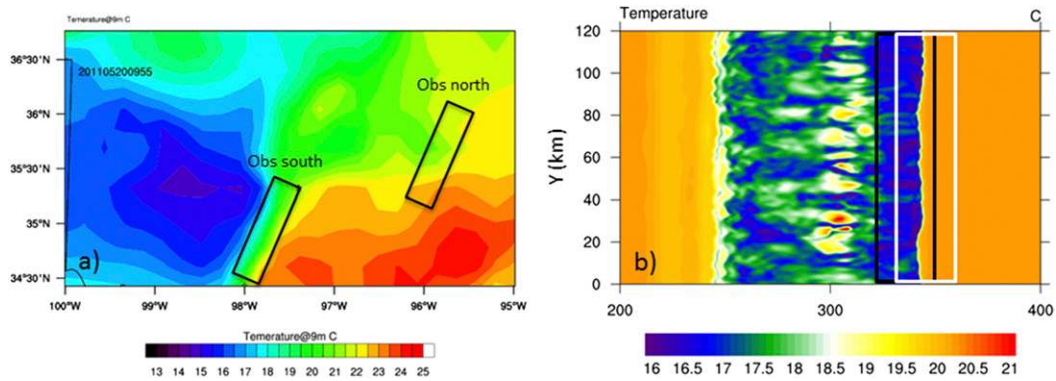 Temerature@9m C
36°30'N
36°N
35°30'N
35°N
34°30'N
201105200955
Obs north
Obs south
a)
100°W 99°W 98°W 97°W 96°W 95°W
Temerature@9m C
13 14 15 16 17 18 19 20 21 22 23 24 25
Temperature C
Y (km)
120
100
80
60
40
20
0
b)
200 300 400
16 16.5 17 17.5 18 18.5 19 19.5 20 20.5 21